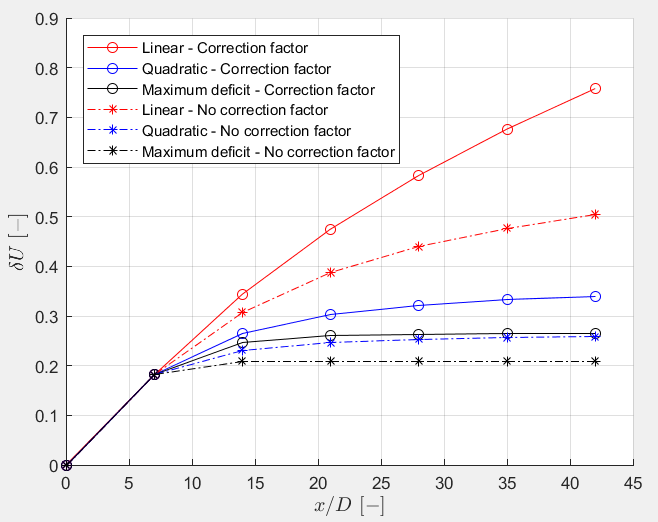 0.9
0.8
0.7
0.6
0.5
0.4
0.3
0.2
0.1
0
δU [−]
Linear - Correction factor
Quadratic - Correction factor
Maximum deficit - Correction factor
Linear - No correction factor
Quadratic - No correction factor
Maximum deficit - No correction factor
0 5 10 15 20 25 30 35 40 45
x/D [−]